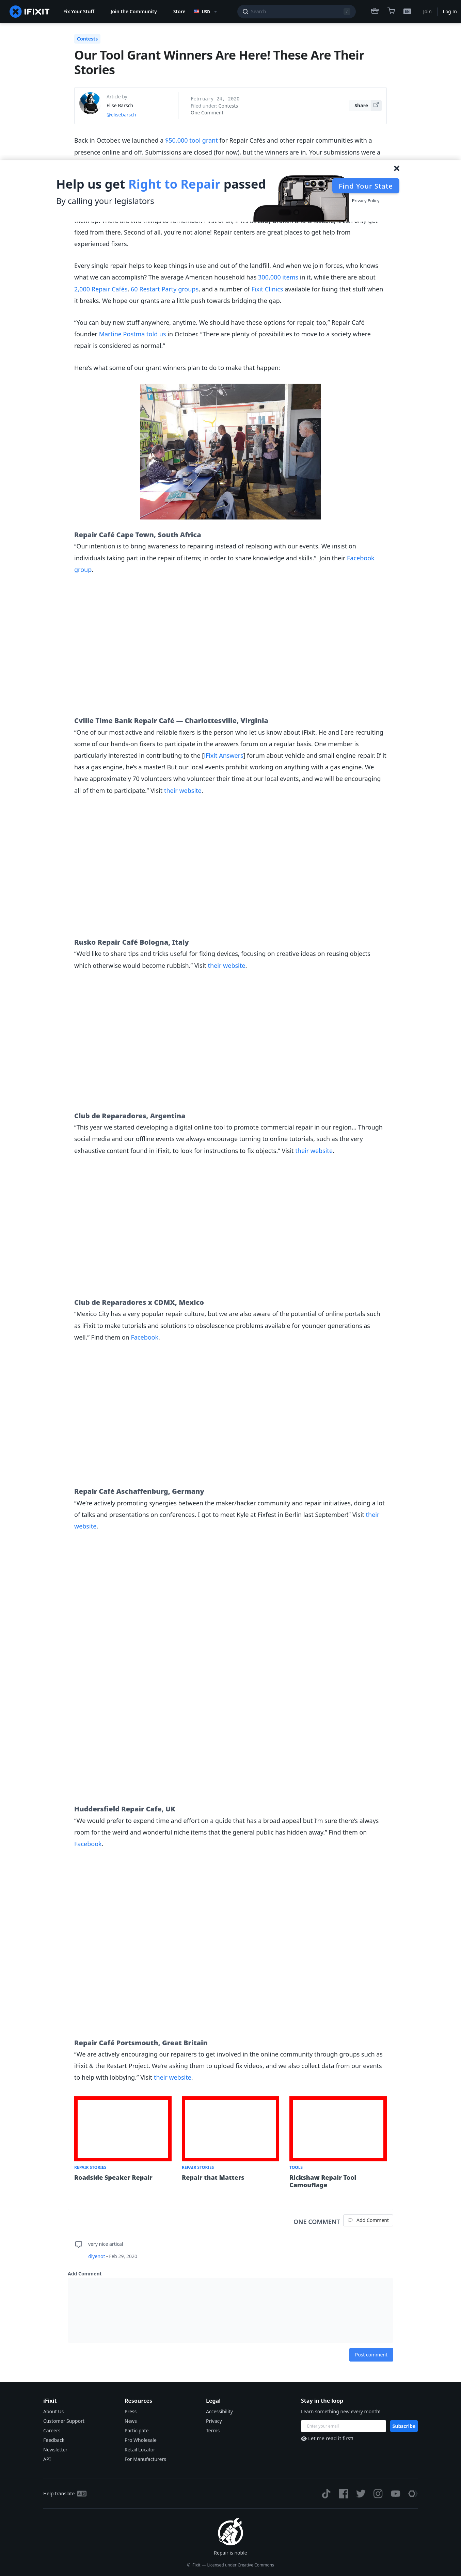 IFIXIT
Fix Your Stuff
Join the Community
Store
USD
Search
/
EN
Join
Log In
Contests
Our Tool Grant Winners Are Here! These Are Their
Stories
Article by:
Elise Barsch
@elisebarsch
February 26, 2020
Filed under: Contests
One Comment
Share
Back in October, we launched a $50,000 tool grant for Repair Cafés and other repair communities with a
presentation online and off. Submissions are closed (for now), but the winners are in. Your submissions were a
Help us get Right to Repair passed
By calling your legislators
Find Your State
Privacy Policy
fixed from there. Second of all, you're not alone! Repair centers are great places to get help from
experienced fixers.
Every single repair helps to keep things in use and out of the landfill. And when we join forces, who knows
what we can accomplish? The average American household has 300,000 items in it, while there are about
2,000 Repair Cafés, 60 Restart Party groups, and a number of Fixit Clinics available for fixing that stuff when
it breaks. We hope our grants are a little push towards bridging the gap.
"You can buy new stuff anywhere, anytime. We should have these options for repair, too," Repair Café
founder Martine Postma told us in October. "There are plenty of possibilities to move to a society where
repair is considered as normal."
Here's what some of our grant winners plan to do to make that happen:
Repair Café Cape Town, South Africa
"Our intention is to bring awareness to repairing instead of replacing with our events. We insist on
individuals taking part in the repair of items; in order to share knowledge and skills."  Join their Facebook
group.
Cville Time Bank Repair Café — Charlottesville, Virginia
"One of our most active and reliable fixers is the person who let us know about iFixit. He and I are recruiting
some of our hands-on fixers to participate in the answers forum on a regular basis. One member is
particularly interested in contributing to the [iFixit Answers] forum about vehicle and small engine repair. If it
has a gas engine, he's a master! But our local events prohibit working on anything with a gas engine. We
have approximately 70 volunteers who volunteer their time at our local events, and we will be encouraging
all of them to participate." Visit their website.
Rusko Repair Café Bologna, Italy
"We'd like to share tips and tricks useful for fixing devices, focusing on creative ideas on reusing objects
which otherwise would become rubbish." Visit their website.
Club de Reparadores, Argentina
"This year we started developing a digital online tool to promote commercial repair in our region… Through
social media and our offline events we always encourage turning to online tutorials, such as the very
exhaustive content found in iFixit, to look for instructions to fix objects." Visit their website.
Club de Reparadores x CDMX, Mexico
"Mexico City has a very popular repair culture, but we are also aware of the potential of online portals such
as iFixit to make tutorials and solutions to obsolescence problems available for younger generations as
well." Find them on Facebook.
Repair Café Aschaffenburg, Germany
"We're actively promoting synergies between the maker/hacker community and repair initiatives, doing a lot
of talks and presentations on conferences. I got to meet Kyle at Fixfest in Berlin last September!" Visit their
website.
Huddersfield Repair Cafe, UK
"We would prefer to expend time and effort on a guide that has a broad appeal but I'm sure there's always
room for the weird and wonderful niche items that the general public has hidden away." Find them on
Facebook.
Repair Café Portsmouth, Great Britain
"We are actively encouraging our repairers to get involved in the online community through groups such as
iFixit & the Restart Project. We're asking them to upload fix videos, and we also collect data from our events
to help with lobbying." Visit their website.
REPAIR STORIES
Roadside Speaker Repair
REPAIR STORIES
Repair that Matters
TOOLS
Rickshaw Repair Tool
Camouflage
ONE COMMENT
Add Comment
very nice artical
diyenot - Feb 29, 2020
Add Comment
Post comment
iFixit
About Us
Customer Support
Careers
Feedback
Newsletter
API
Resources
Press
News
Participate
Pro Wholesale
Retail Locator
For Manufacturers
Legal
Accessibility
Privacy
Terms
Stay in the loop
Learn something new every month!
Enter your email
Subscribe
Let me read it first!
Help translate
Repair is noble
© iFixit — Licensed under Creative Commons